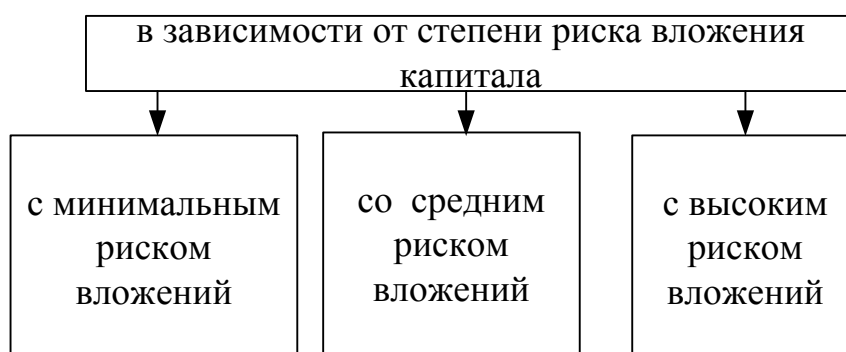 в зависимости от степени риска вложения
капитала
с минимальным
риском
вложений
со средним
риском
вложений
с высоким
риском
вложений